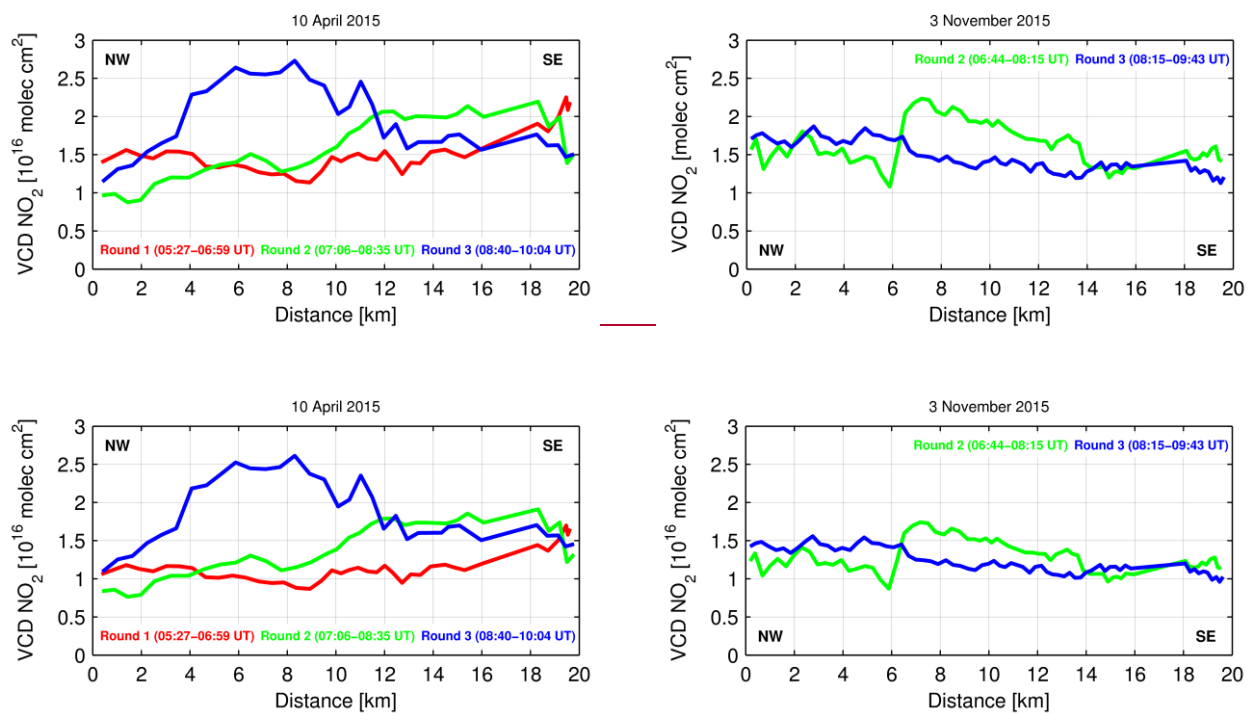 10 April 2015
VCD NO2 [10^16 molec cm^2]
3
2.5
2
1.5
1
0.5
0
NW
SE
Round 1 (05:27–06:59 UT) Round 2 (07:06–08:35 UT) Round 3 (08:40–10:04 UT)
0 2 4 6 8 10 12 14 16 18 20
Distance [km]
3 November 2015
VCD NO2 [molec cm^2]
3
2.5
2
1.5
1
0.5
0
Round 2 (06:44–08:15 UT) Round 3 (08:15–09:43 UT)
NW
SE
0 2 4 6 8 10 12 14 16 18 20
Distance [km]
10 April 2015
VCD NO2 [10^16 molec cm^2]
3
2.5
2
1.5
1
0.5
0
NW
SE
Round 1 (05:27–06:59 UT) Round 2 (07:06–08:35 UT) Round 3 (08:40–10:04 UT)
0 2 4 6 8 10 12 14 16 18 20
Distance [km]
3 November 2015
VCD NO2 [10^16 molec cm^2]
3
2.5
2
1.5
1
0.5
0
Round 2 (06:44–08:15 UT) Round 3 (08:15–09:43 UT)
NW
SE
0 2 4 6 8 10 12 14 16 18 20
Distance [km]